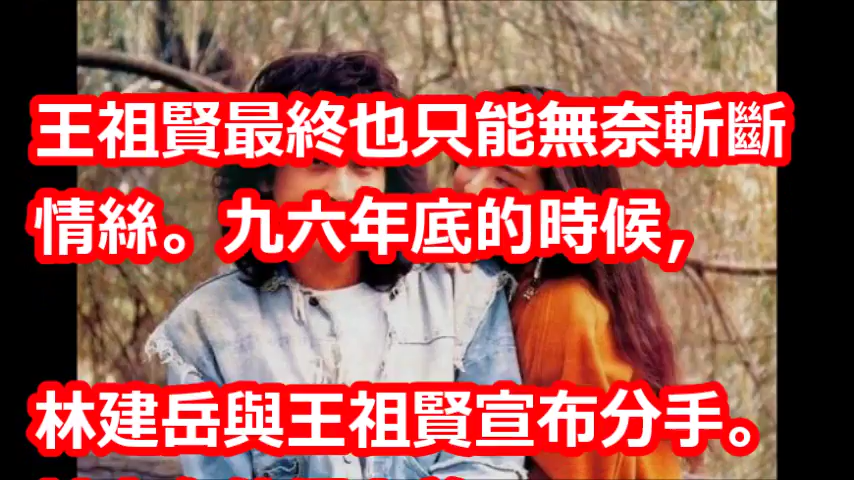 王祖賢最終也只能無奈斬斷
情絲。九六年底的時候，
林建岳與王祖賢宣布分手。